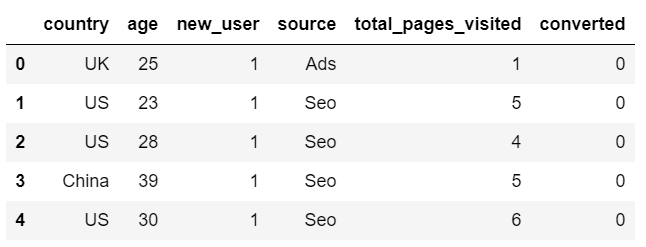 country age new_user source total_pages_visited converted
0 UK 25 1 Ads 1 0
1 US 23 1 Seo 5 0
2 US 28 1 Seo 4 0
3 China 39 1 Seo 5 0
4 US 30 1 Seo 6 0